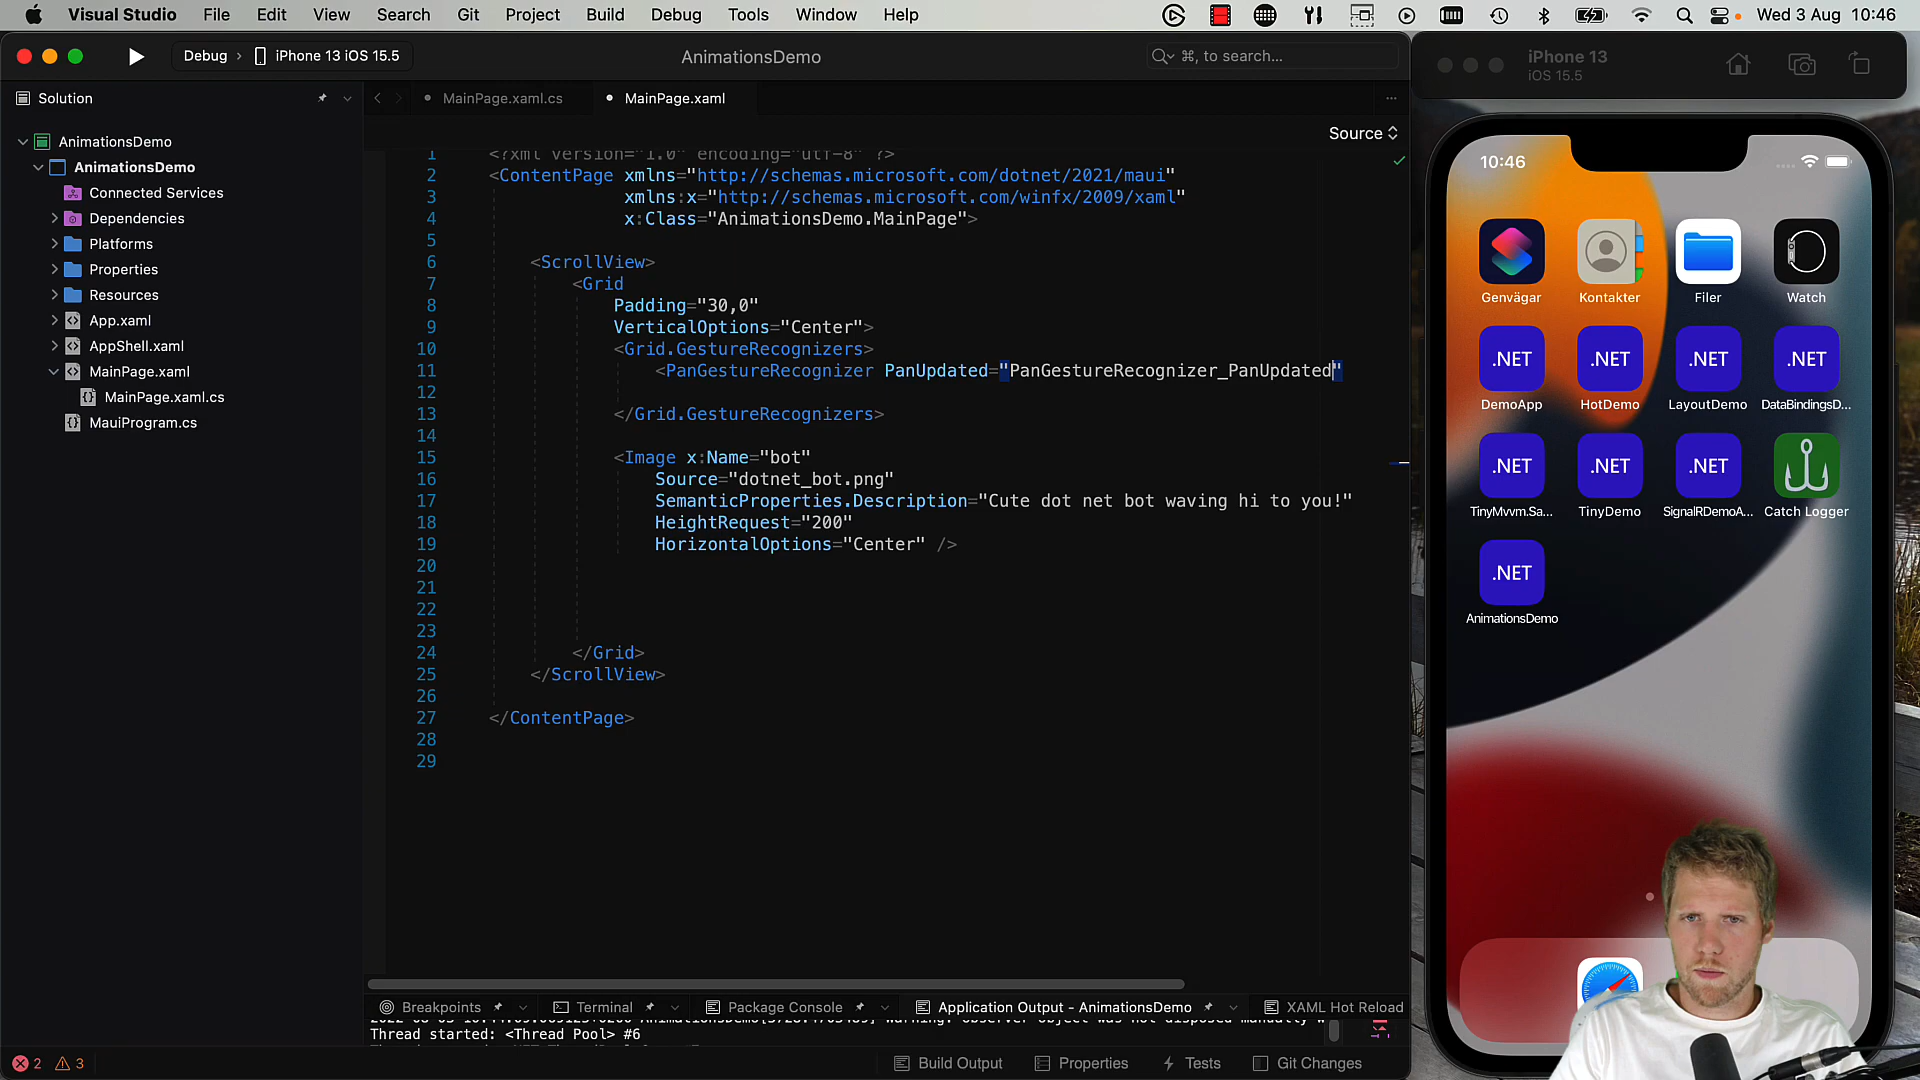 Visual Studio File Edit View Search Git Project Build Debug Tools Window Help Wed 3 Aug 10:46
Debug › iPhone 13 iOS 15.5
AnimationsDemo
⌘, to search...
iPhone 13
iOS 15.5
Solution
MainPage.xaml.cs
MainPage.xaml
Source
AnimationsDemo
AnimationsDemo
Connected Services
Dependencies
Platforms
Properties
Resources
App.xaml
AppShell.xaml
MainPage.xaml
MainPage.xaml.cs
MauiProgram.cs
1 <?xml version="1.0" encoding="utf-8" ?>
2 <ContentPage xmlns="http://schemas.microsoft.com/dotnet/2021/maui"
3 xmlns:x="http://schemas.microsoft.com/winfx/2009/xaml"
4 x:Class="AnimationsDemo.MainPage">
5
6 <ScrollView>
7 <Grid
8 Padding="30,0"
9 VerticalOptions="Center">
10 <Grid.GestureRecognizers>
11 <PanGestureRecognizer PanUpdated="PanGestureRecognizer_PanUpdated"
12
13 </Grid.GestureRecognizers>
14
15 <Image x:Name="bot"
16 Source="dotnet_bot.png"
17 SemanticProperties.Description="Cute dot net bot waving hi to you!"
18 HeightRequest="200"
19 HorizontalOptions="Center" />
20
21
22
23
24 </Grid>
25 </ScrollView>
26
27 </ContentPage>
28
29
10:46
Genvägar Kontakter Filer Watch
.NET .NET .NET .NET
DemoApp HotDemo LayoutDemo DataBindingsD...
.NET .NET .NET
TinyMvvm.Sa... TinyDemo SignalRDemoA... Catch Logger
.NET
AnimationsDemo
Breakpoints
Terminal
Package Console
Application Output - AnimationsDemo
XAML Hot Reload
Thread started: <Thread Pool> #6
2 3
Build Output
Properties
Tests
Git Changes